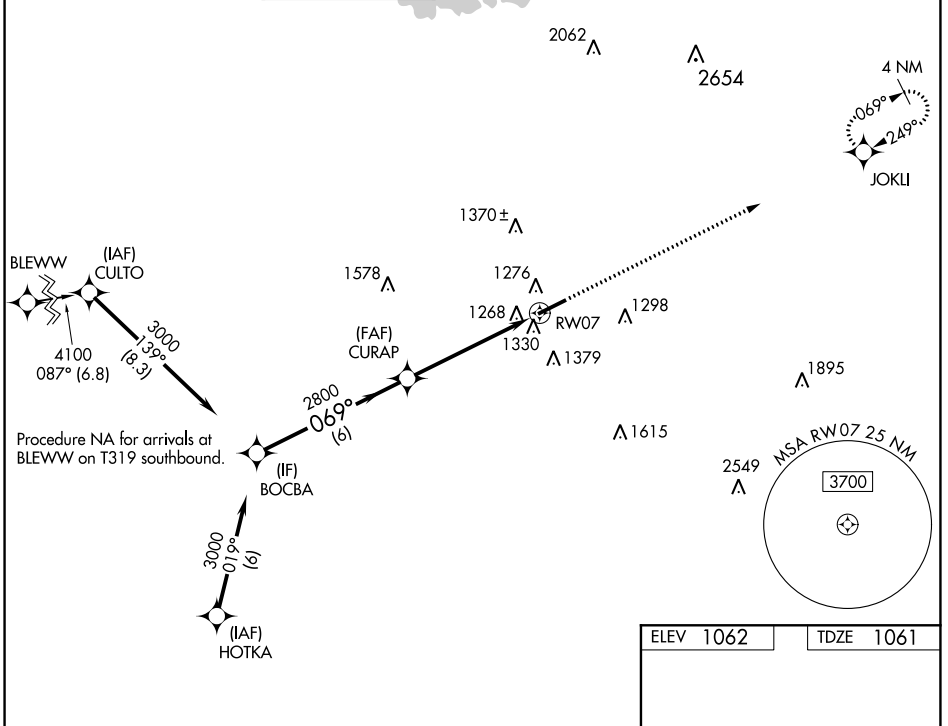 2062
2654
4 NM
069°
249°
JOKLI
1370±
BLEWW
(IAF)
CULTO
1578
1276
1268
RW07
1298
1330
1379
(FAF)
CURAP
3000
139°
(8.3)
4100
087° (6.8)
1895
2800
069°
(6)
Procedure NA for arrivals at
BLEWW on T319 southbound.
1615
(IF)
BOCBA
MSA RW07 25 NM
3700
2549
3000
019°
(6)
(IAF)
HOTKA
ELEV 1062
TDZE 1061